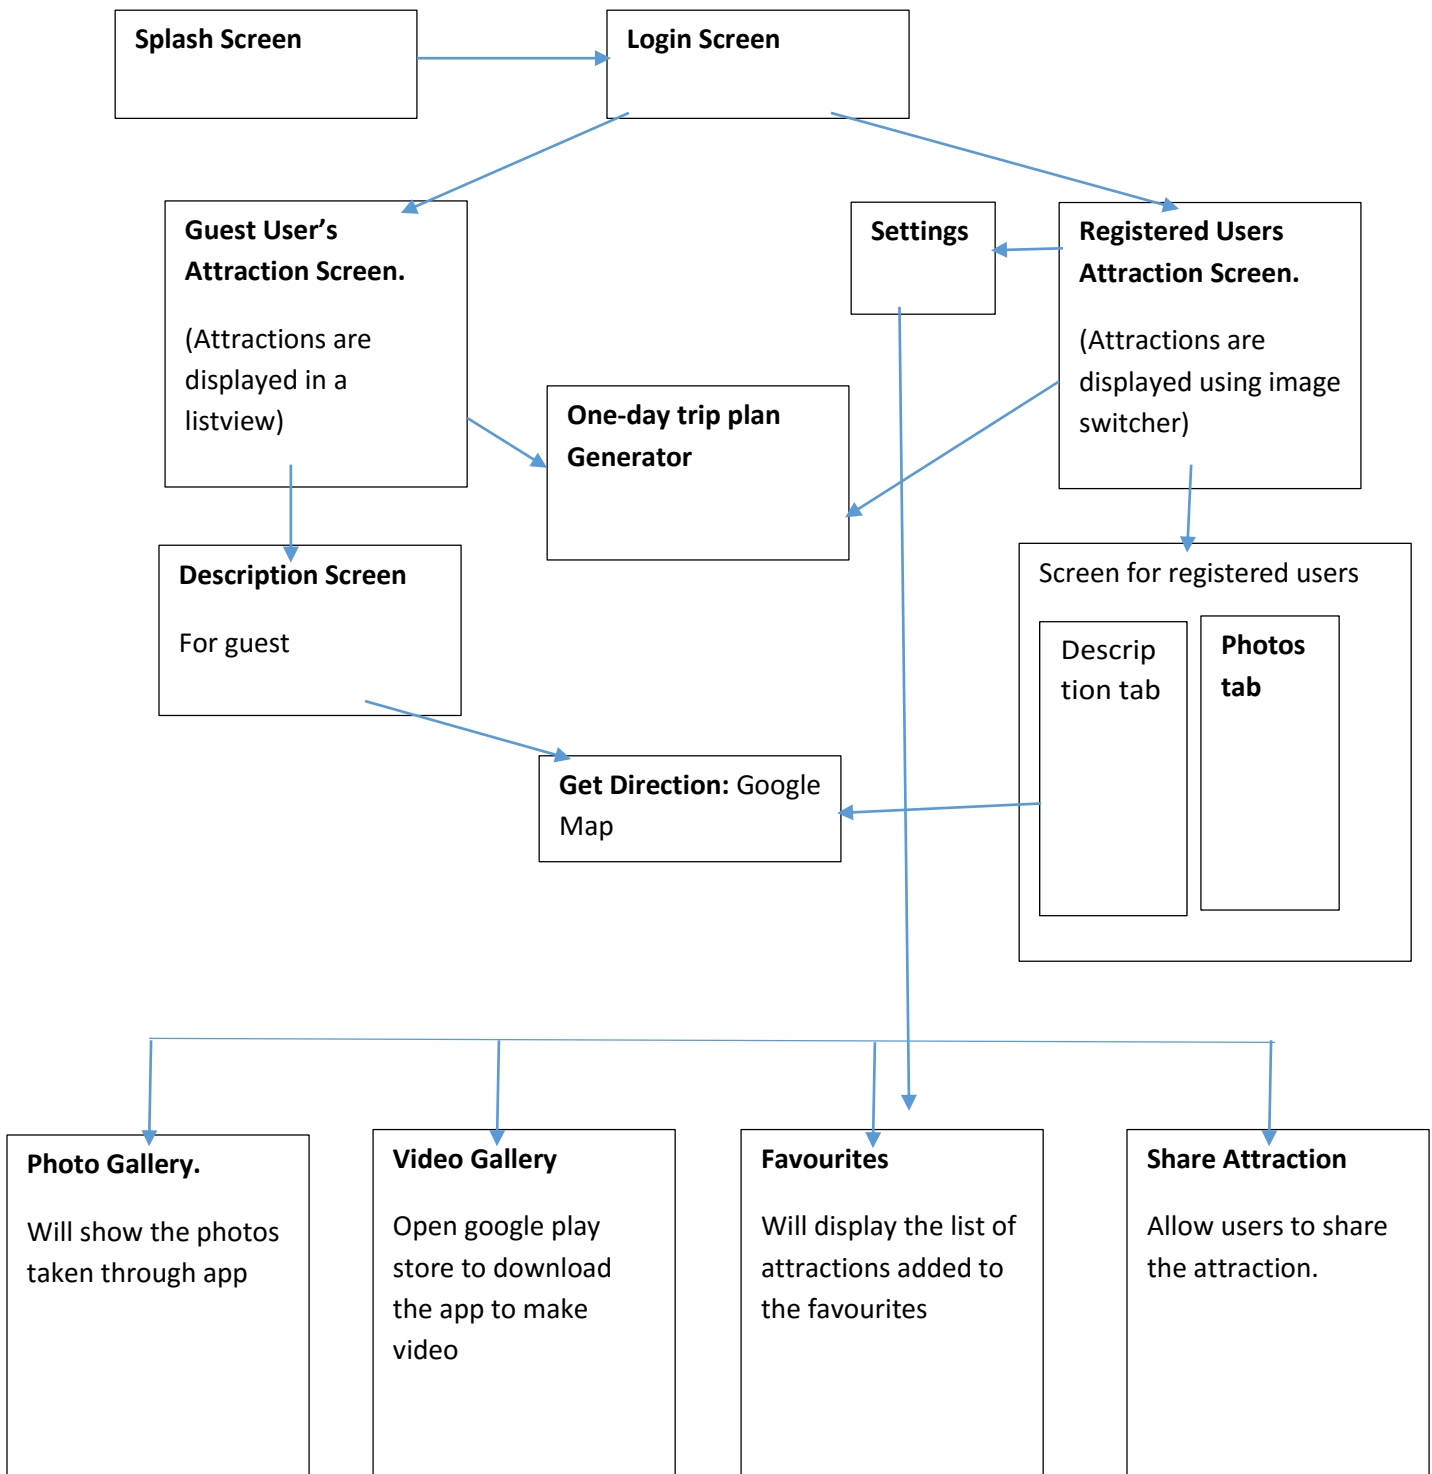 Splash Screen
Login Screen
Guest User’s
Attraction Screen.
(Attractions are
displayed in a
listview)
Settings
Registered Users
Attraction Screen.
(Attractions are
displayed using image
switcher)
One-day trip plan
Generator
Description Screen
For guest
Screen for registered users
Descrip
tion tab
Photos
tab
Get Direction: Google
Map
Photo Gallery.
Will show the photos
taken through app
Video Gallery
Open google play
store to download
the app to make
video
Favourites
Will display the list of
attractions added to
the favourites
Share Attraction
Allow users to share
the attraction.